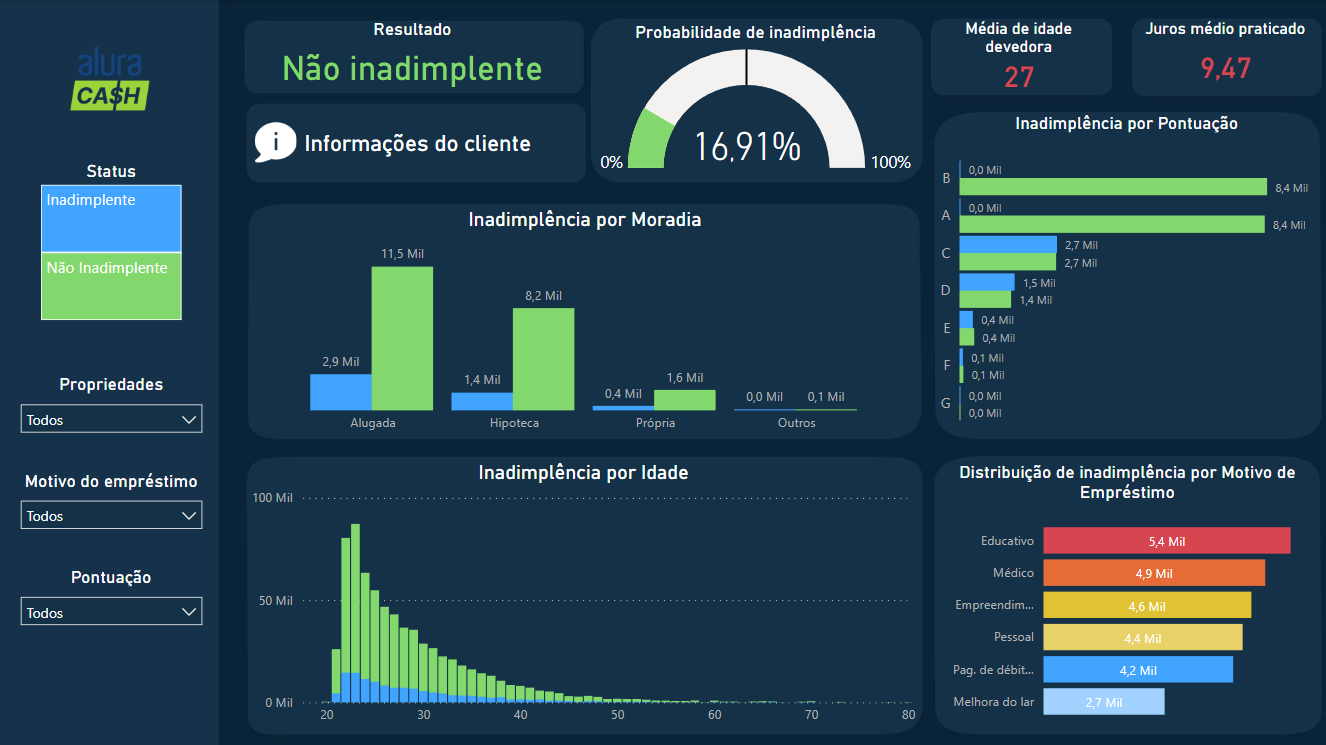 alura
CA$H
Status
Inadimplente
Não Inadimplente
Propriedades
Todos
Motivo do empréstimo
Todos
Pontuação
Todos
Resultado
Não inadimplente
i
Informações do cliente
Probabilidade de inadimplência
16,91%
0%
100%
Média de idade
devedora
27
Juros médio praticado
9,47
Inadimplência por Moradia
11,5 Mil
8,2 Mil
2,9 Mil
1,4 Mil
0,4 Mil
1,6 Mil
0,0 Mil
0,1 Mil
Alugada
Hipoteca
Própria
Outros
Inadimplência por Pontuação
B
0,0 Mil
8,4 Mil
A
0,0 Mil
8,4 Mil
C
2,7 Mil
2,7 Mil
D
1,5 Mil
1,4 Mil
E
0,4 Mil
0,4 Mil
F
0,1 Mil
0,1 Mil
G
0,0 Mil
0,0 Mil
Inadimplência por Idade
100 Mil
50 Mil
0 Mil
20
30
40
50
60
70
80
Distribuição de inadimplência por Motivo de
Empréstimo
Educativo
5,4 Mil
Médico
4,9 Mil
Empreendim...
4,6 Mil
Pessoal
4,4 Mil
Pag. de débit...
4,2 Mil
Melhora do lar
2,7 Mil